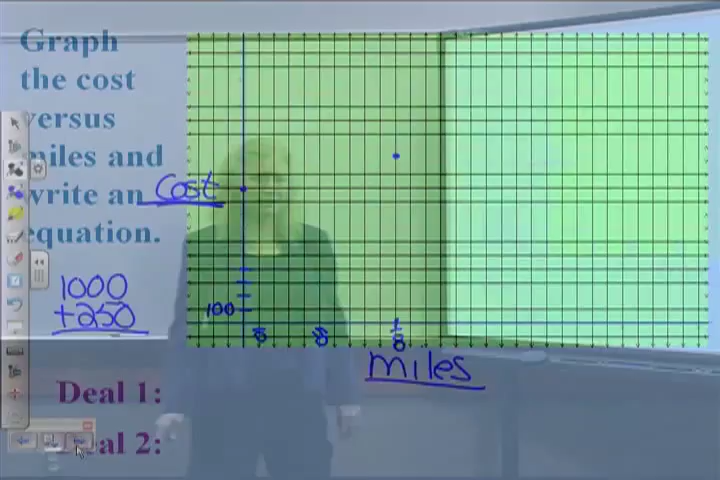 Graph
the cost
versus
miles and
write an
equation.
Cost
1000
+250
100
miles
Deal 1:
Deal 2: